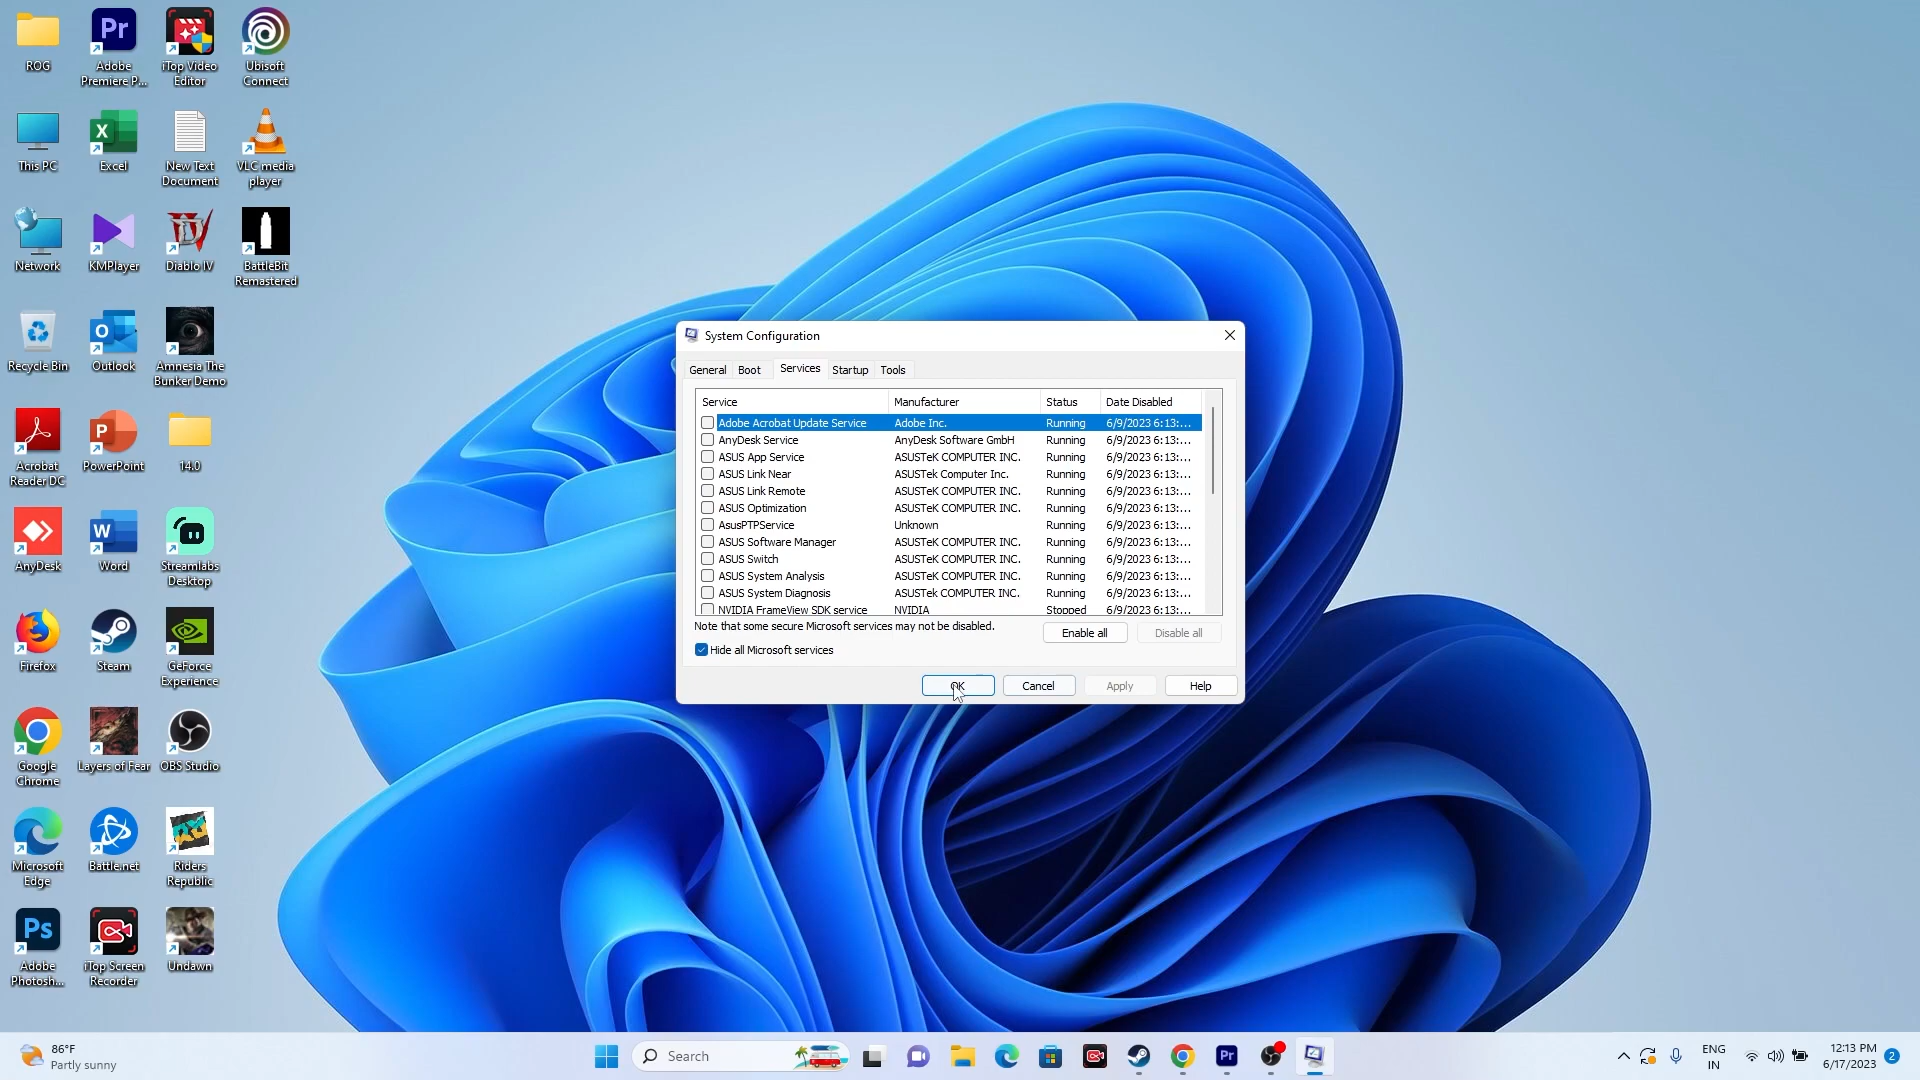 ROG
Pr
Adobe
Premiere P...
iTop Video
Editor
Ubisoft
Connect
This PC
X
Excel
New Text
Document
VLC media
player
Network
KMPlayer
Diablo IV
BattleBit
Remastered
Recycle Bin
O
Outlook
Amnesia The
Bunker Demo
Acrobat
Reader DC
P
PowerPoint
14.0
AnyDesk
W
Word
Streamlabs
Desktop
Firefox
Steam
GeForce
Experience
Google
Chrome
Layers of Fear
OBS Studio
Microsoft
Edge
Battle.net
Riders
Republic
Ps
Adobe
Photosh...
iTop Screen
Recorder
Undawn
System Configuration
General Boot Services Startup Tools
Service Manufacturer Status Date Disabled
Adobe Acrobat Update Service Adobe Inc. Running 6/9/2023 6:13:...
AnyDesk Service AnyDesk Software GmbH Running 6/9/2023 6:13:...
ASUS App Service ASUSTeK COMPUTER INC. Running 6/9/2023 6:13:...
ASUS Link Near ASUSTek Computer Inc. Running 6/9/2023 6:13:...
ASUS Link Remote ASUSTeK COMPUTER INC. Running 6/9/2023 6:13:...
ASUS Optimization ASUSTeK COMPUTER INC. Running 6/9/2023 6:13:...
AsusPTPService Unknown Running 6/9/2023 6:13:...
ASUS Software Manager ASUSTeK COMPUTER INC. Running 6/9/2023 6:13:...
ASUS Switch ASUSTeK COMPUTER INC. Running 6/9/2023 6:13:...
ASUS System Analysis ASUSTeK COMPUTER INC. Running 6/9/2023 6:13:...
ASUS System Diagnosis ASUSTeK COMPUTER INC. Running 6/9/2023 6:13:...
NVIDIA FrameView SDK service NVIDIA Stopped 6/9/2023 6:13:...
Note that some secure Microsoft services may not be disabled.
Enable all Disable all
Hide all Microsoft services
OK Cancel Apply Help
86°F
Partly sunny
Search
Pr
ENG
IN
12:13 PM
6/17/2023
2